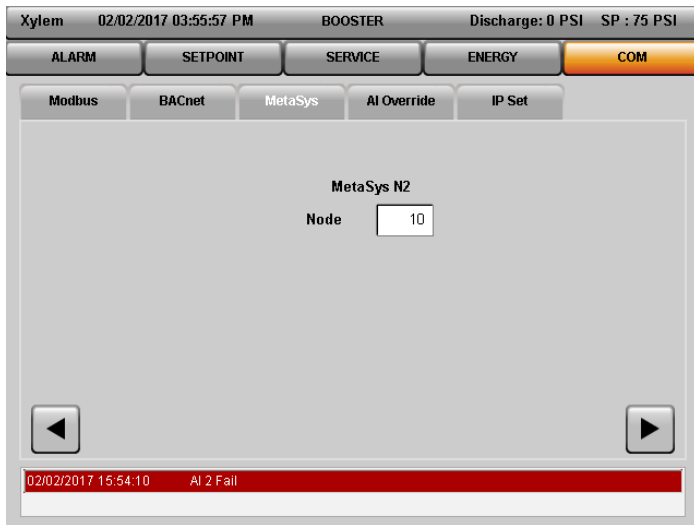 Xylem 02/02/2017 03:55:57 PM BOOSTER Discharge: 0 PSI SP : 75 PSI
ALARM SETPOINT SERVICE ENERGY COM
Modbus BACnet MetaSys AI Override IP Set
MetaSys N2
Node 10
02/02/2017 15:54:10 AI 2 Fail